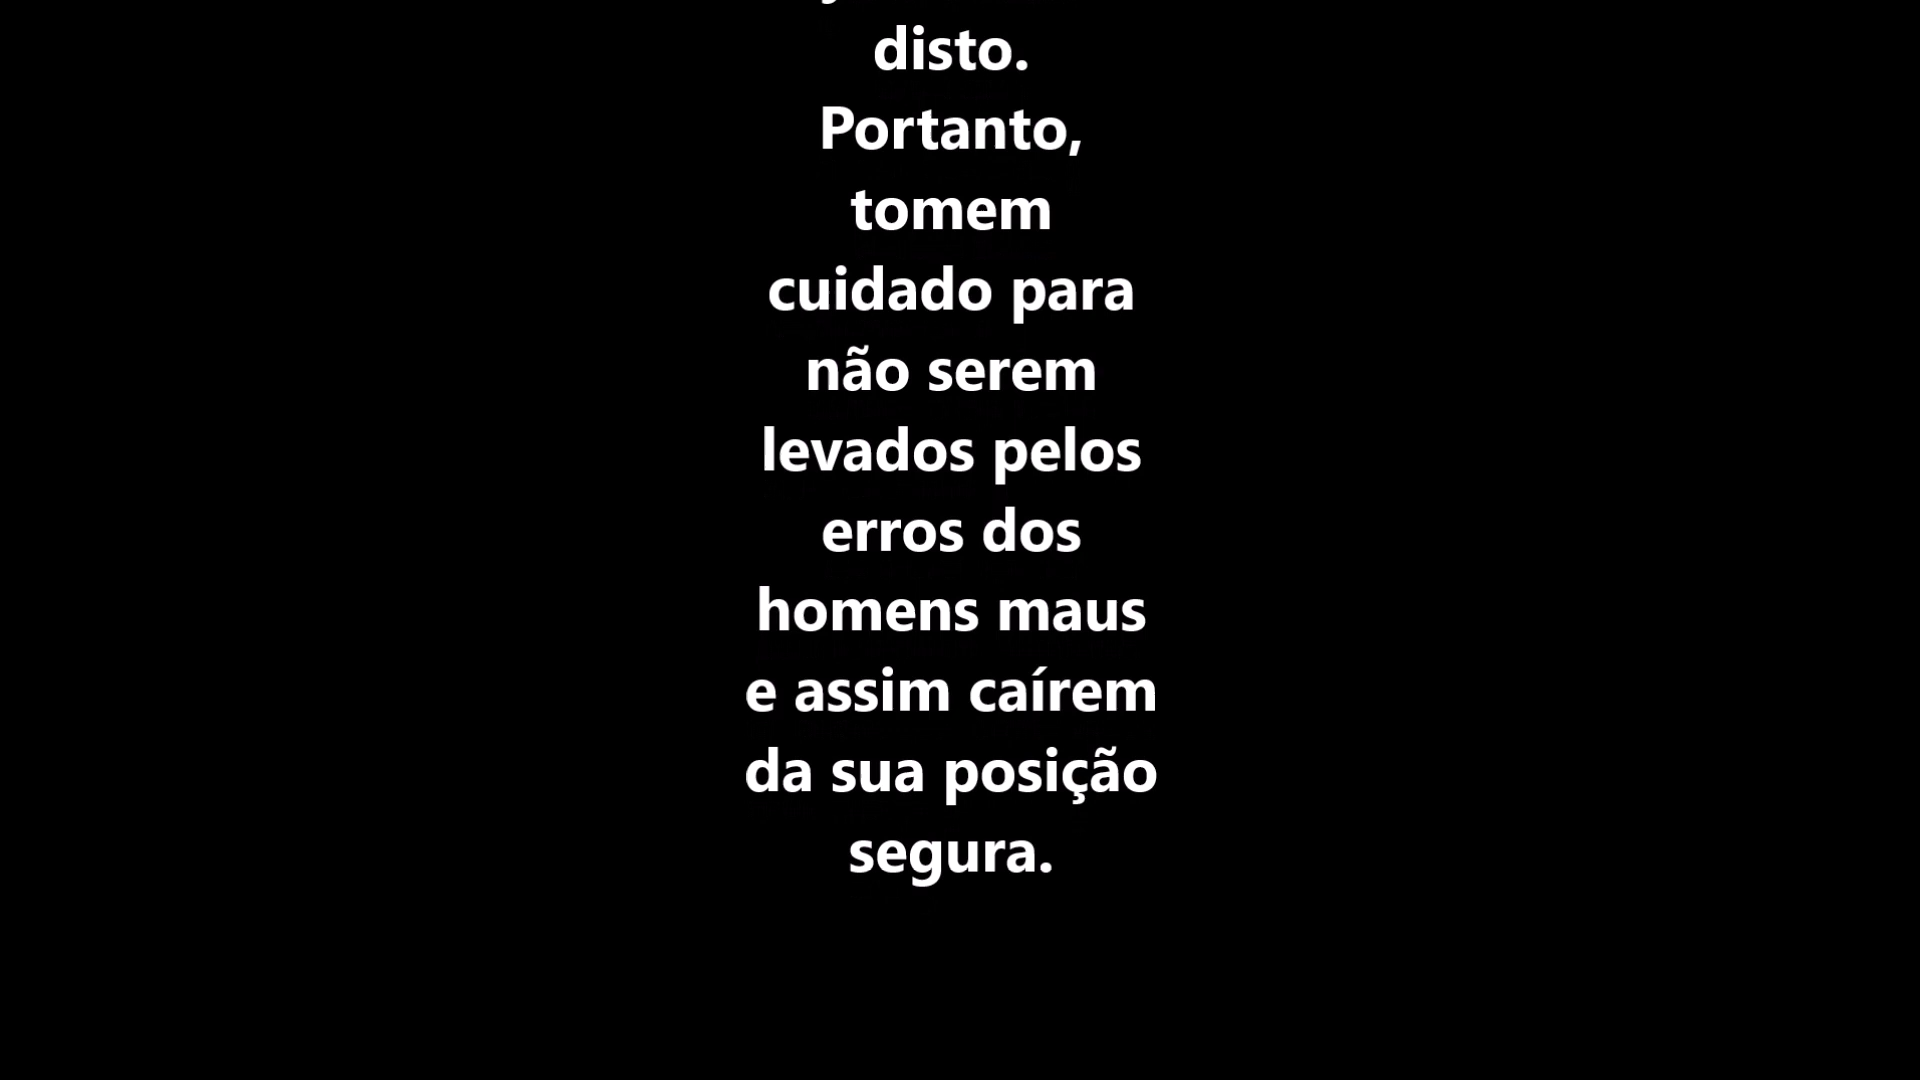 disto.
Portanto,
tomem
cuidado para
não serem
levados pelos
erros dos
homens maus
e assim caírem
da sua posição
segura.